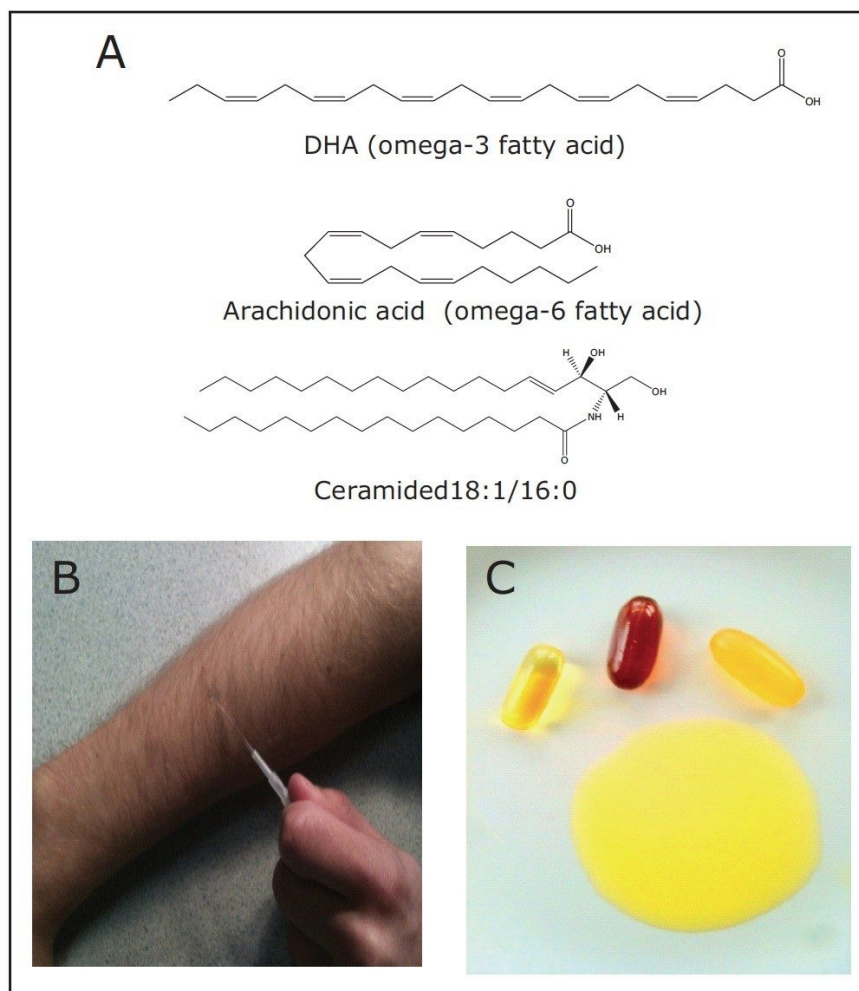 A
O
OH
DHA (omega-3 fatty acid)
O
OH
Arachidonic acid (omega-6 fatty acid)
H
OH
OH
NH
H
O
Ceramided18:1/16:0
B
C